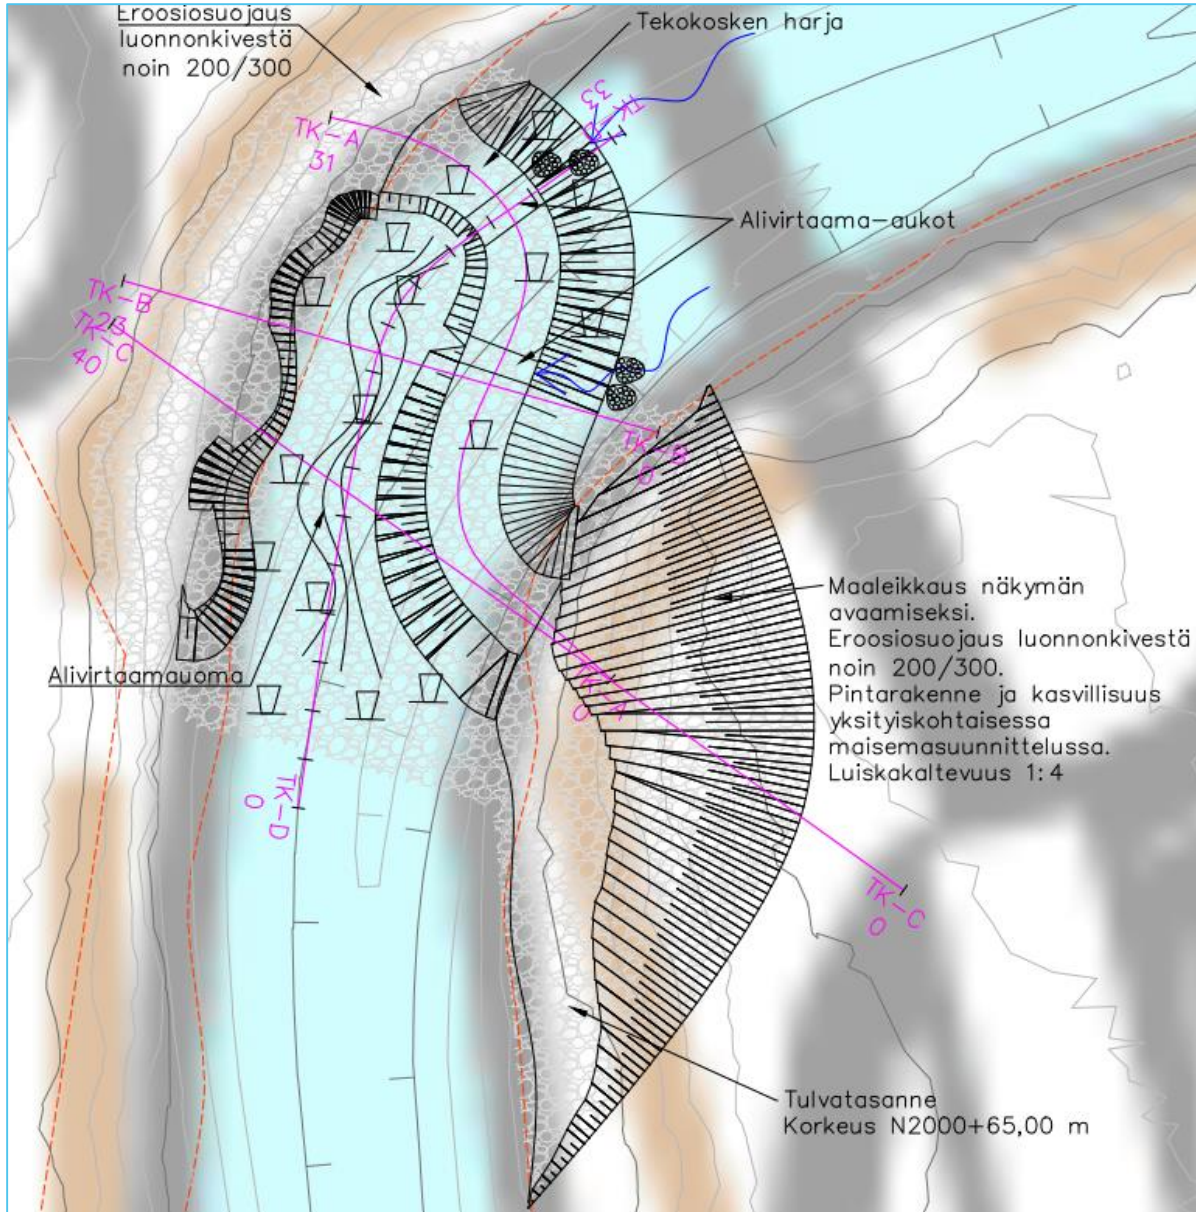 Eroosiosuojaus
luonnonkivestä
noin 200/300
Tekokosken harja
TK-A
31
TK-D
33
Alivirtaama-aukot
TK-B
23
TK-C
40
TK-B
0
Maaleikkaus näkymän
avaamiseksi.
Eroosiosuojaus luonnonkivestä
noin 200/300.
Pintarakenne ja kasvillisuus
yksityiskohtaisessa
maisemasuunnittelussa.
Luiskakaltevuus 1:4
Alivirtaamauoma
TK-A
0
TK-D
0
TK-C
0
Tulvatasanne
Korkeus N2000+65,00 m